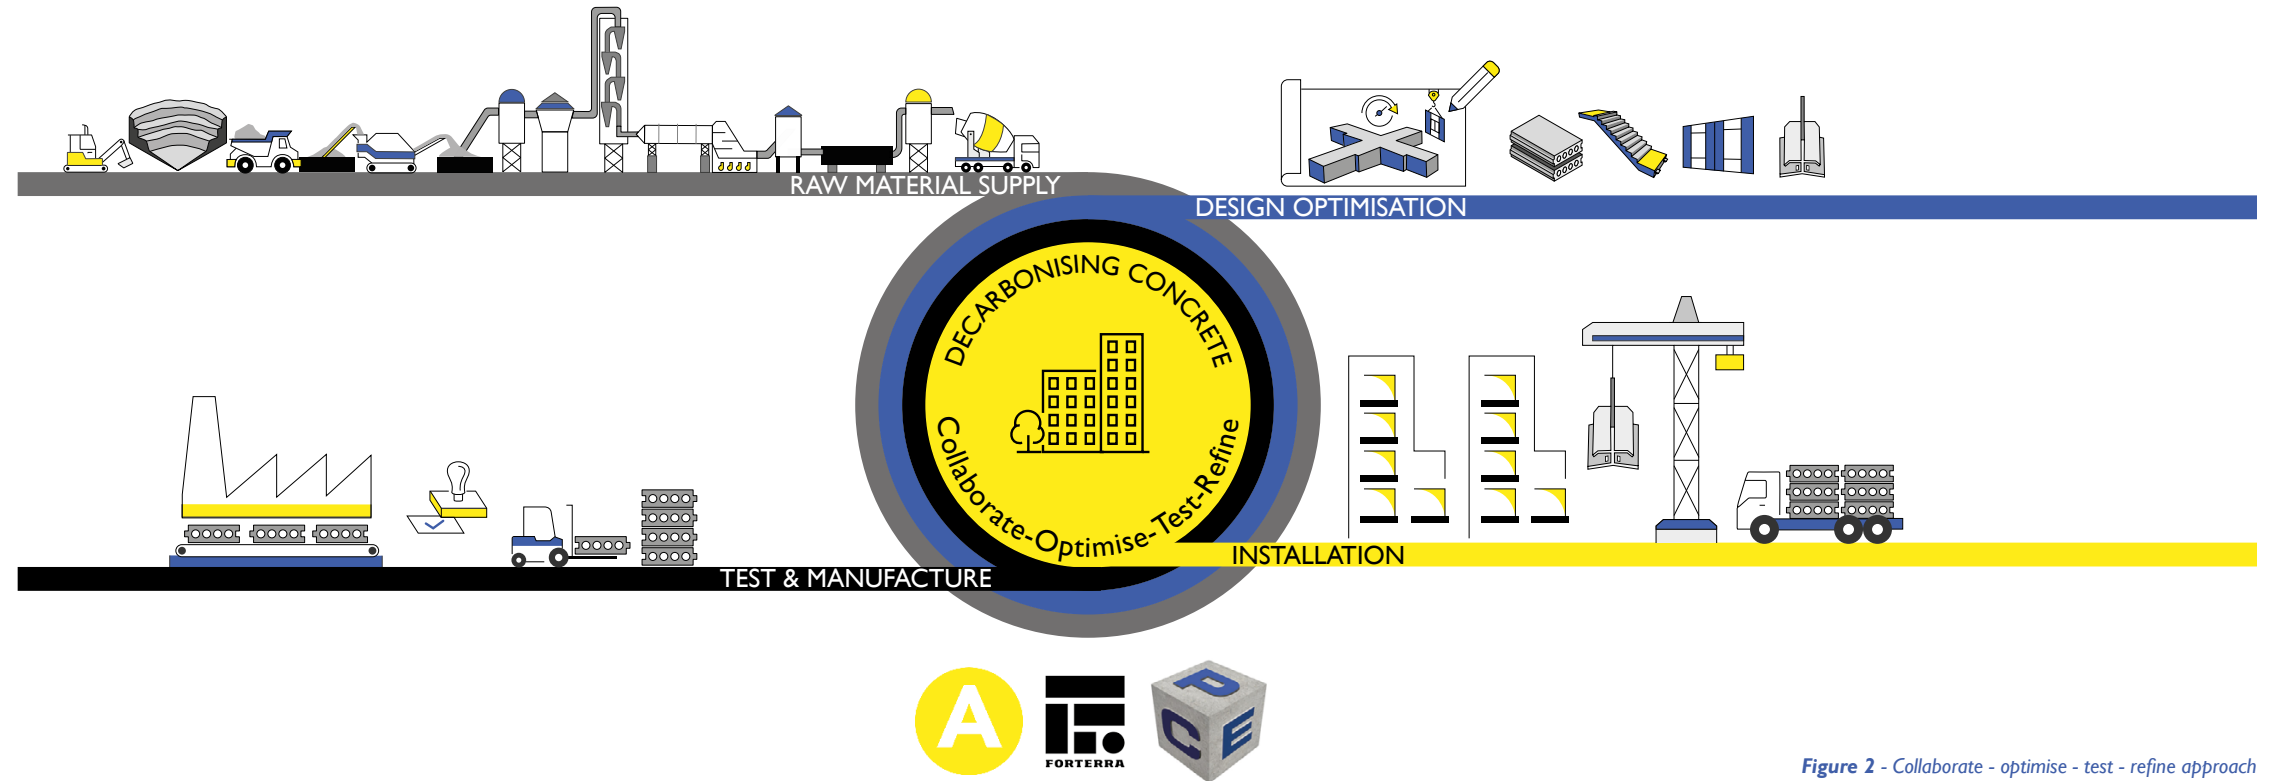 RAW MATERIAL SUPPLY
DESIGN OPTIMISATION
DECARBONISING CONCRETE
Collaborate-Optimise-Test-Refine
INSTALLATION
TEST & MANUFACTURE
A
FORTERRA
P
C E
Figure 2 - Collaborate - optimise - test - refine approach